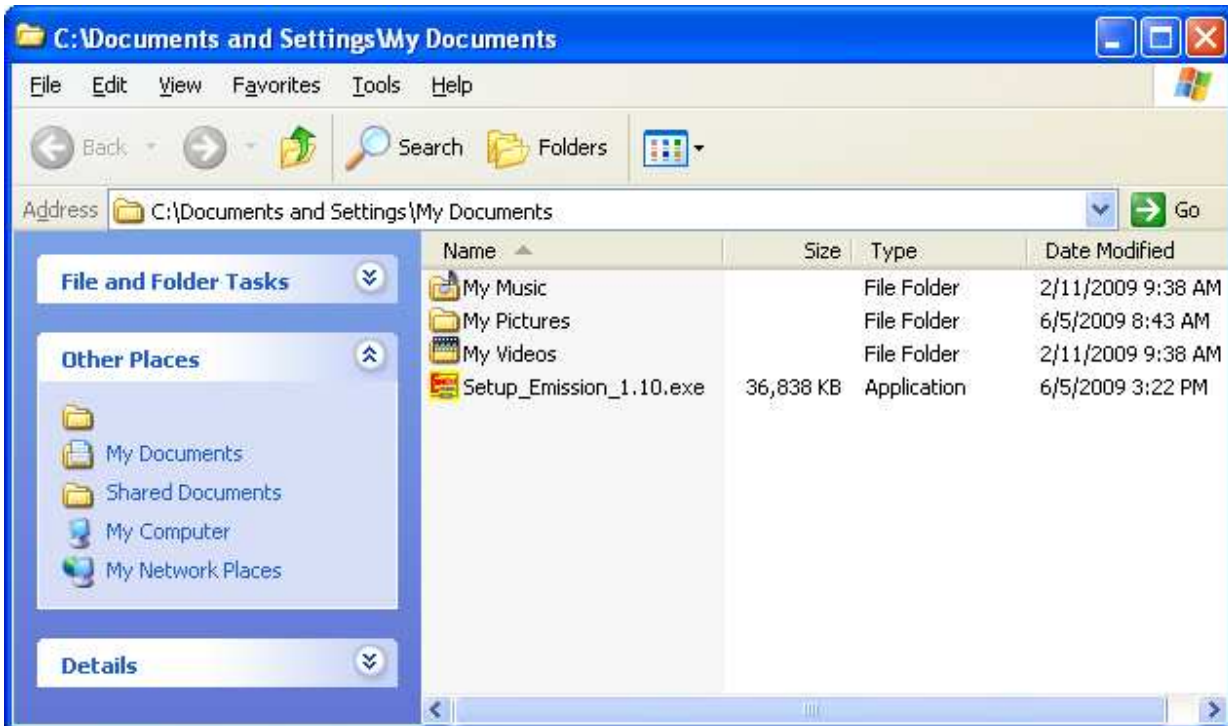 C:\Documents and Settings\My Documents
File Edit View Favorites Tools Help
Back Search Folders
Address C:\Documents and Settings\My Documents Go
Name Size Type Date Modified
File and Folder Tasks
My Music File Folder 2/11/2009 9:38 AM
My Pictures File Folder 6/5/2009 8:43 AM
My Videos File Folder 2/11/2009 9:38 AM
Setup_Emission_1.10.exe 36,838 KB Application 6/5/2009 3:22 PM
Other Places
My Documents
Shared Documents
My Computer
My Network Places
Details